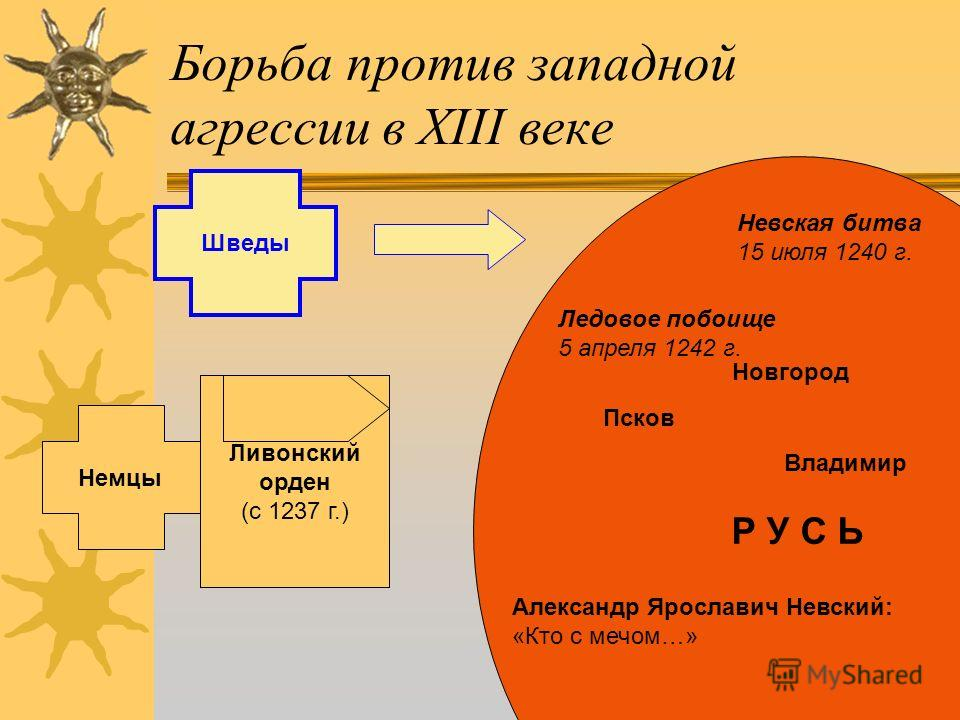 Борьба против западной
агрессии в XIII веке
Шведы
Невская битва
15 июля 1240 г.
Ледовое побоище
5 апреля 1242 г.
Новгород
Псков
Немцы
Ливонский
орден
(с 1237 г.)
Владимир
Р У С Ь
Александр Ярославич Невский:
«Кто с мечом…»
MyShared